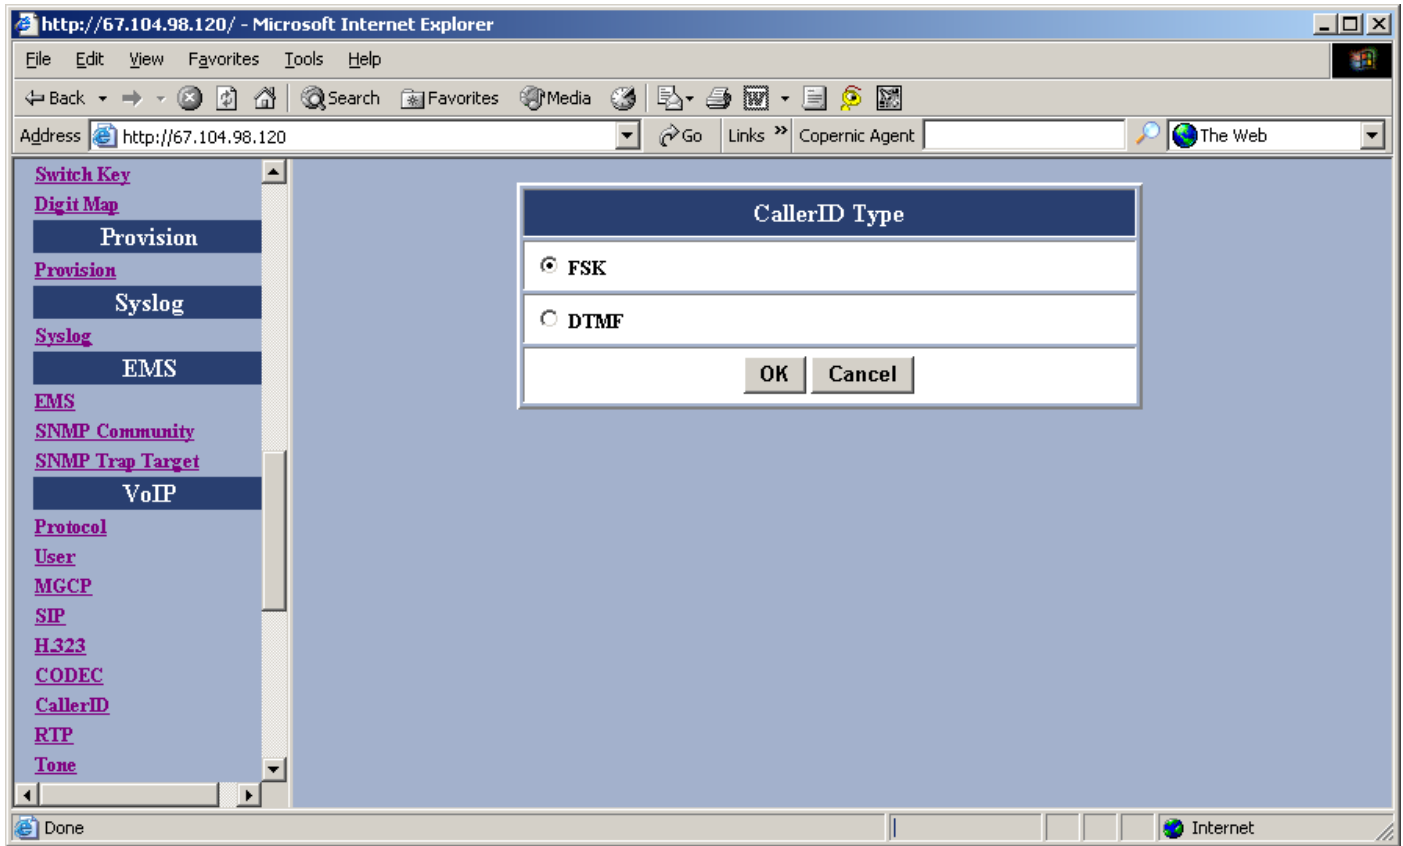 http://67.104.98.120/ - Microsoft Internet Explorer
File Edit View Favorites Tools Help
Back Search Favorites Media
Address http://67.104.98.120 Go Links » Copernic Agent The Web
Switch Key
Digit Map
Provision
Provision
Syslog
Syslog
EMS
EMS
SNMP Community
SNMP Trap Target
VoIP
Protocol
User
MGCP
SIP
H.323
CODEC
CallerID
RTP
Tone
CallerID Type
FSK
DTMF
OK Cancel
Done Internet